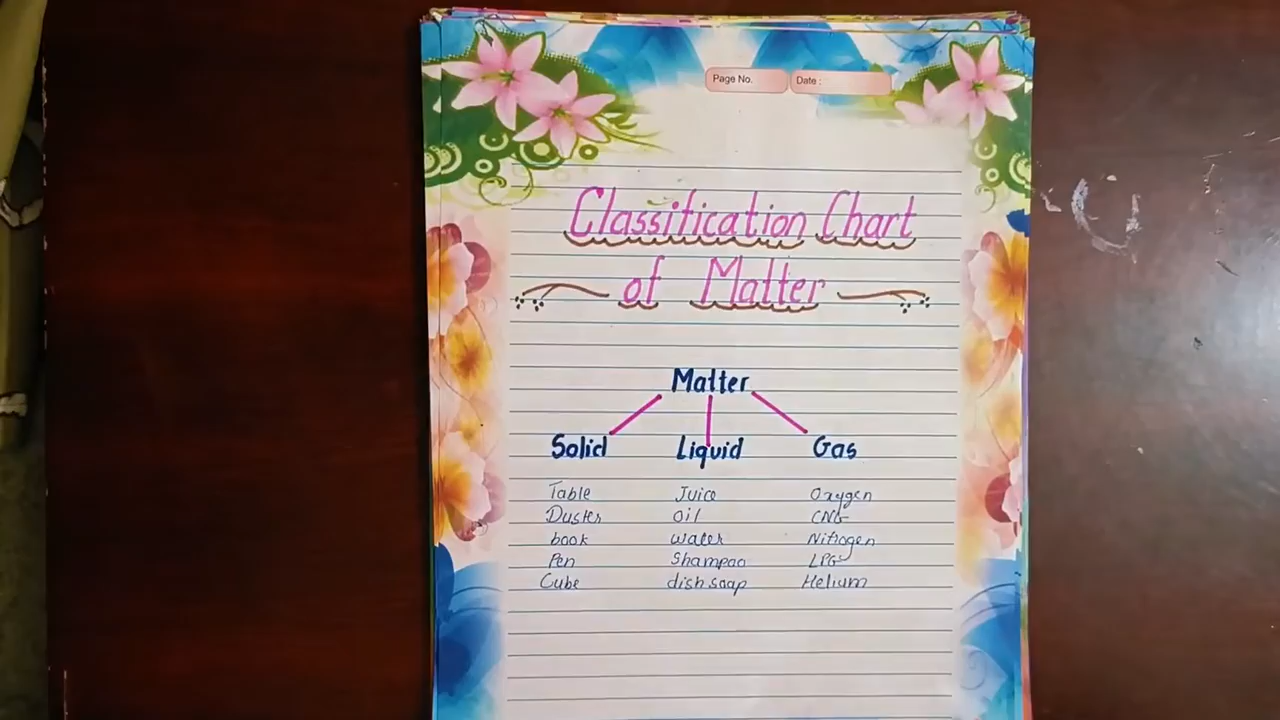 Page No. Date :
Classification Chart
of Matter
Matter
Solid Liquid Gas
Table Juice Oxygen
Duster Oil CNG
book water Nitrogen
Pen Shampoo LPG
Cube dish soap Helium